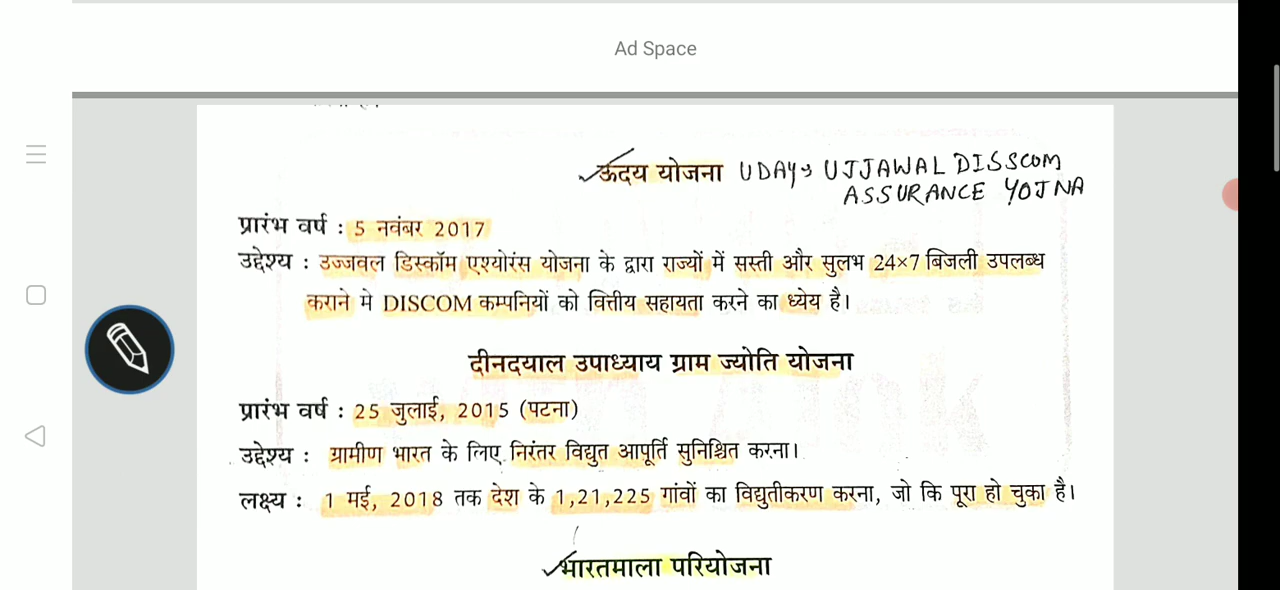 Ad Space
ऊदय योजना UDAY→ UJJAWAL DISSCOM
ASSURANCE YOJNA
प्रारंभ वर्ष : 5 नवंबर 2017
उद्देश्य : उज्जवल डिस्कॉम एश्योरंस योजना के द्वारा राज्यों में सस्ती और सुलभ 24×7 बिजली उपलब्ध
कराने मे DISCOM कम्पनियों को वित्तीय सहायता करने का ध्येय है।
दीनदयाल उपाध्याय ग्राम ज्योति योजना
प्रारंभ वर्ष : 25 जुलाई, 2015 (पटना)
उद्देश्य : ग्रामीण भारत के लिए निरंतर विद्युत आपूर्ति सुनिश्चित करना।
लक्ष्य : 1 मई, 2018 तक देश के 1,21,225 गांवों का विद्युतीकरण करना, जो कि पूरा हो चुका है।
भारतमाला परियोजना